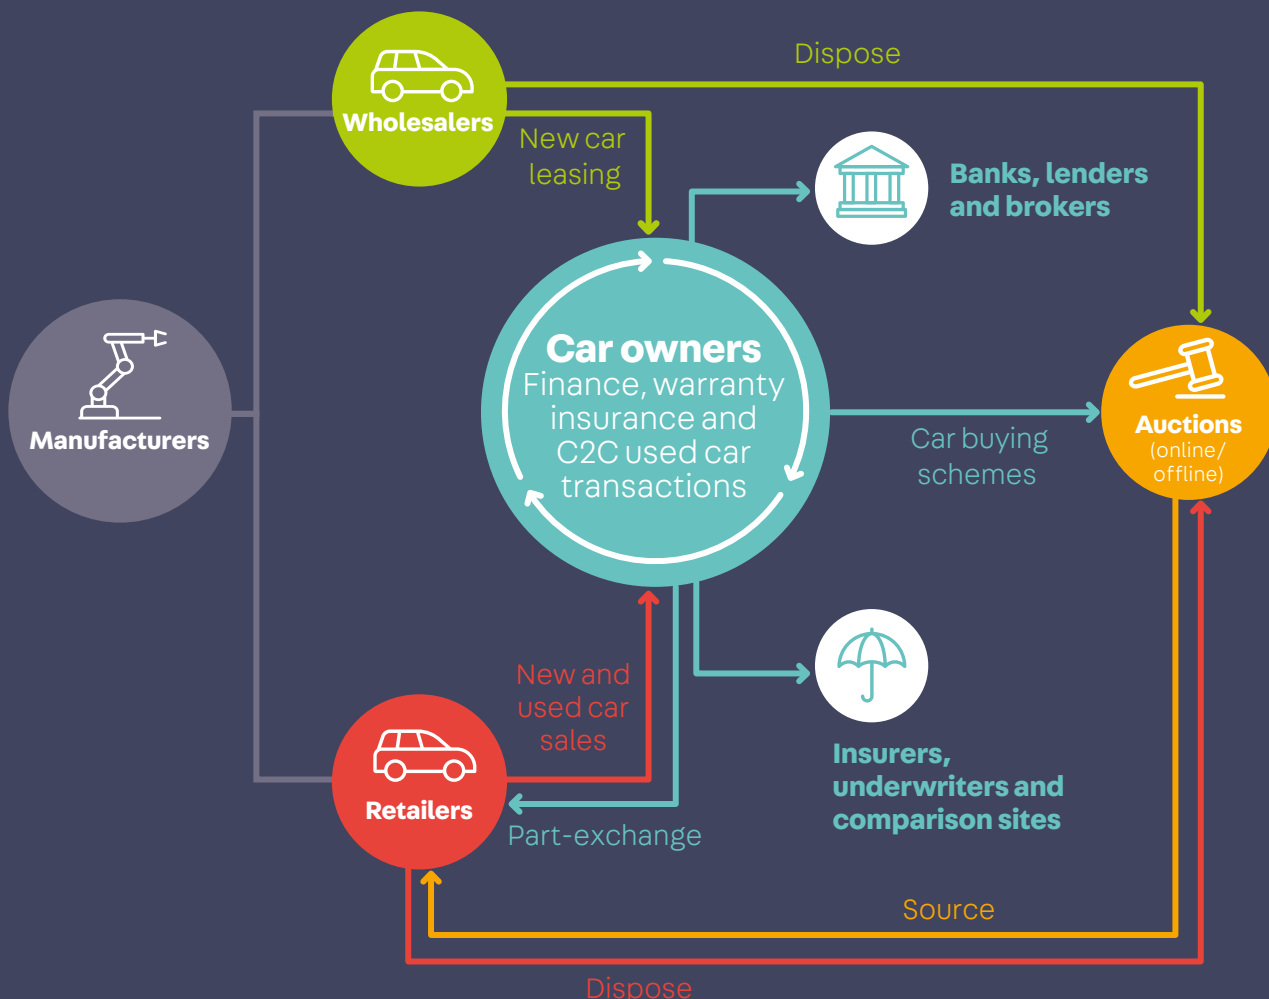 Dispose
Wholesalers
New car
leasing
Banks, lenders
and brokers
Manufacturers
Car owners
Finance, warranty
insurance and
C2C used car
transactions
Car buying
schemes
Auctions
(online/
offline)
New and
used car
sales
Retailers
Part-exchange
Insurers,
underwriters and
comparison sites
Source
Dispose